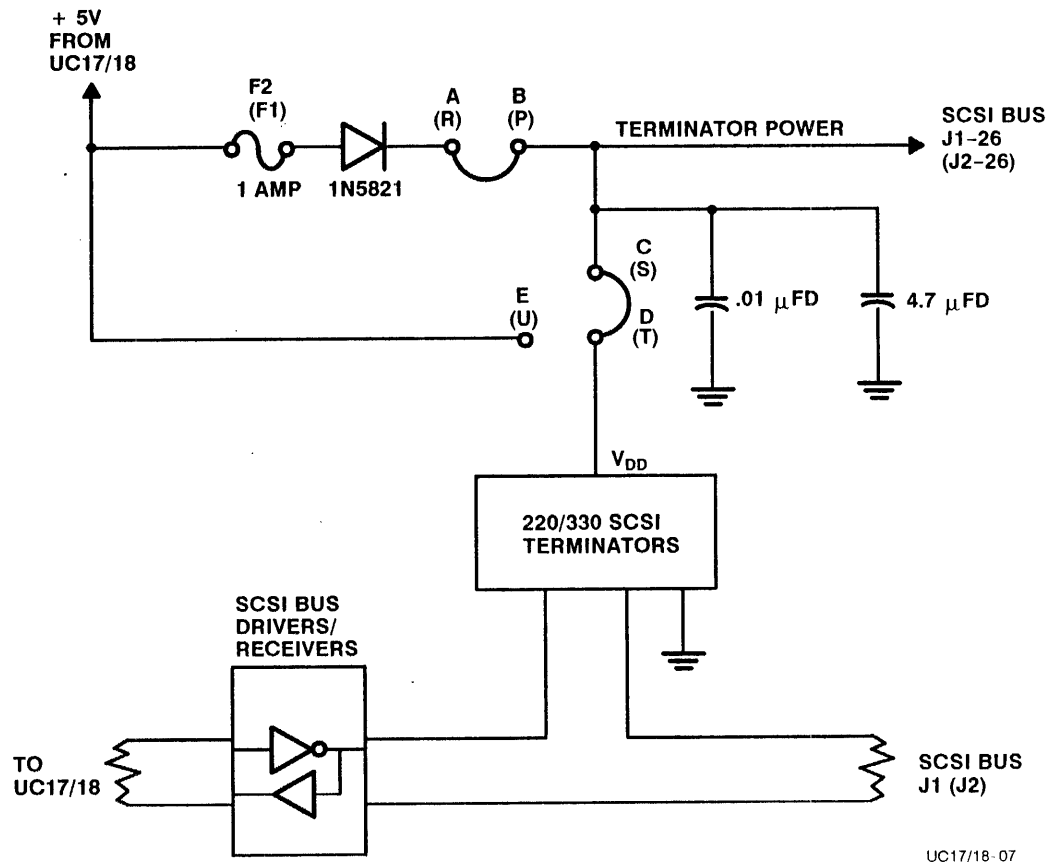 + 5V
FROM
UC17/18
F2
(F1)
1 AMP
1N5821
A
(R)
B
(P)
TERMINATOR POWER
SCSI BUS
J1-26
(J2-26)
C
(S)
D
(T)
E
(U)
.01 μFD
4.7 μFD
VDD
220/330 SCSI
TERMINATORS
SCSI BUS
DRIVERS/
RECEIVERS
TO
UC17/18
SCSI BUS
J1 (J2)
UC17/18-07